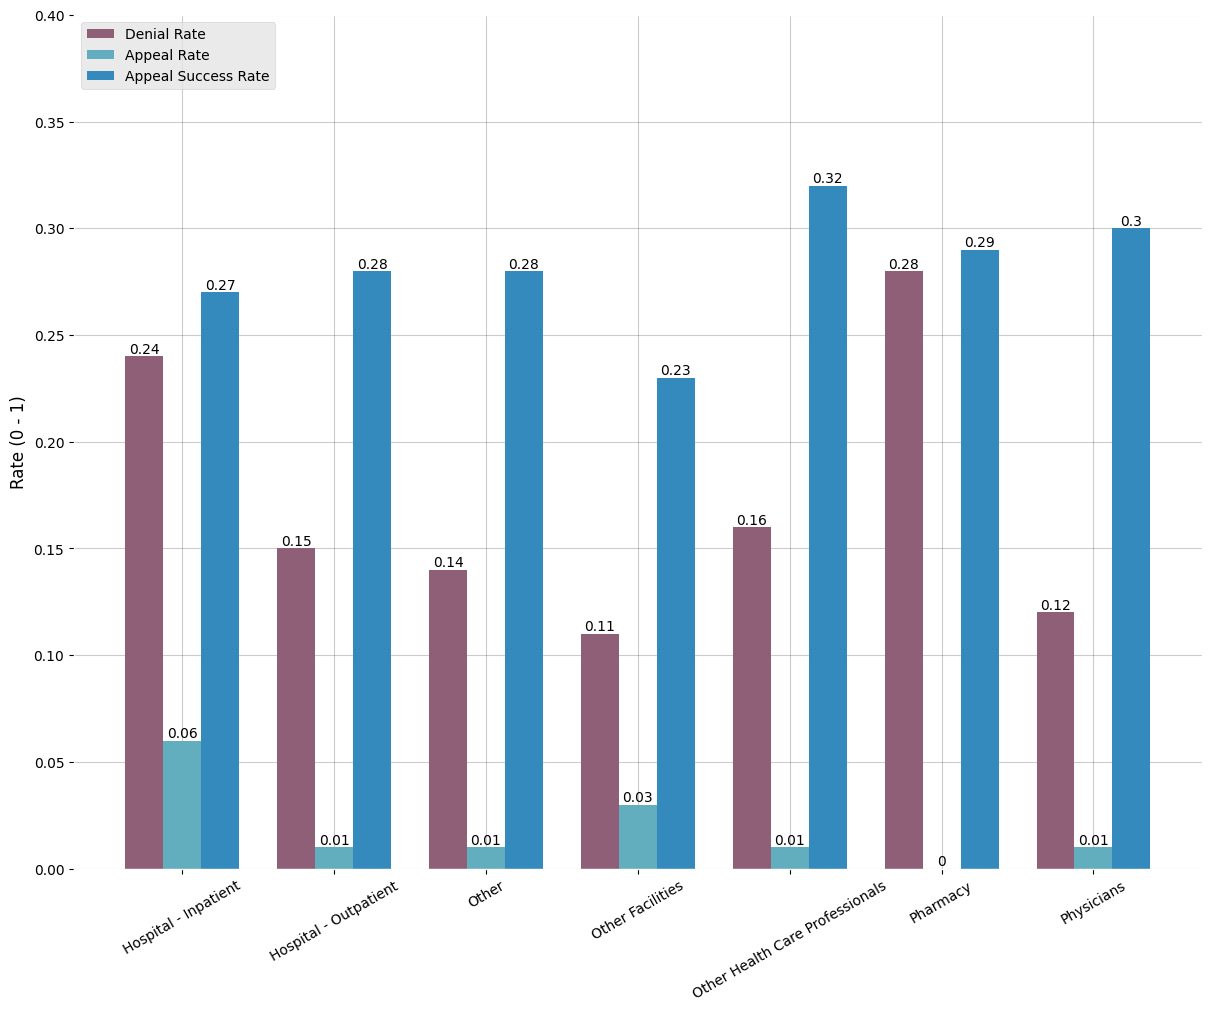 Denial Rate
Appeal Rate
Appeal Success Rate
Rate (0 - 1)
0.40
0.35
0.30
0.25
0.20
0.15
0.10
0.05
0.00
0.24
0.06
0.27
0.15
0.01
0.28
0.14
0.01
0.28
0.11
0.03
0.23
0.16
0.01
0.32
0.28
0
0.29
0.12
0.01
0.3
Hospital - Inpatient
Hospital - Outpatient
Other
Other Facilities
Other Health Care Professionals
Pharmacy
Physicians